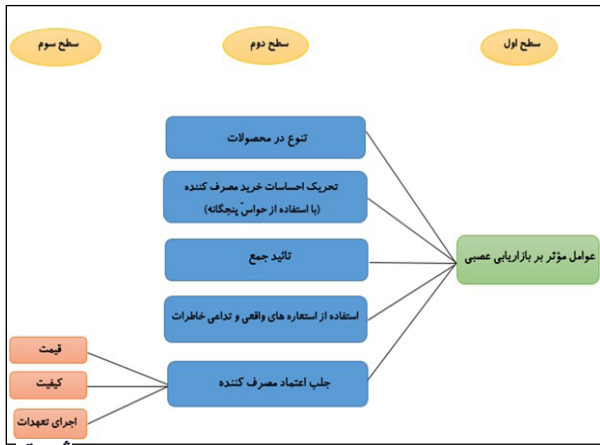 سطح اول
سطح دوم
سطح سوم
عوامل مؤثر بر بازاریابی عصبی
تنوع در محصولات
تحریک احساسات خرید مصرف کننده
(با استفاده از حواسّ پنجگانه)
تائید جمع
استفاده از استعاره های واقعی و تداعی خاطرات
جلب اعتماد مصرف کننده
قیمت
کیفیت
اجرای تعهدات